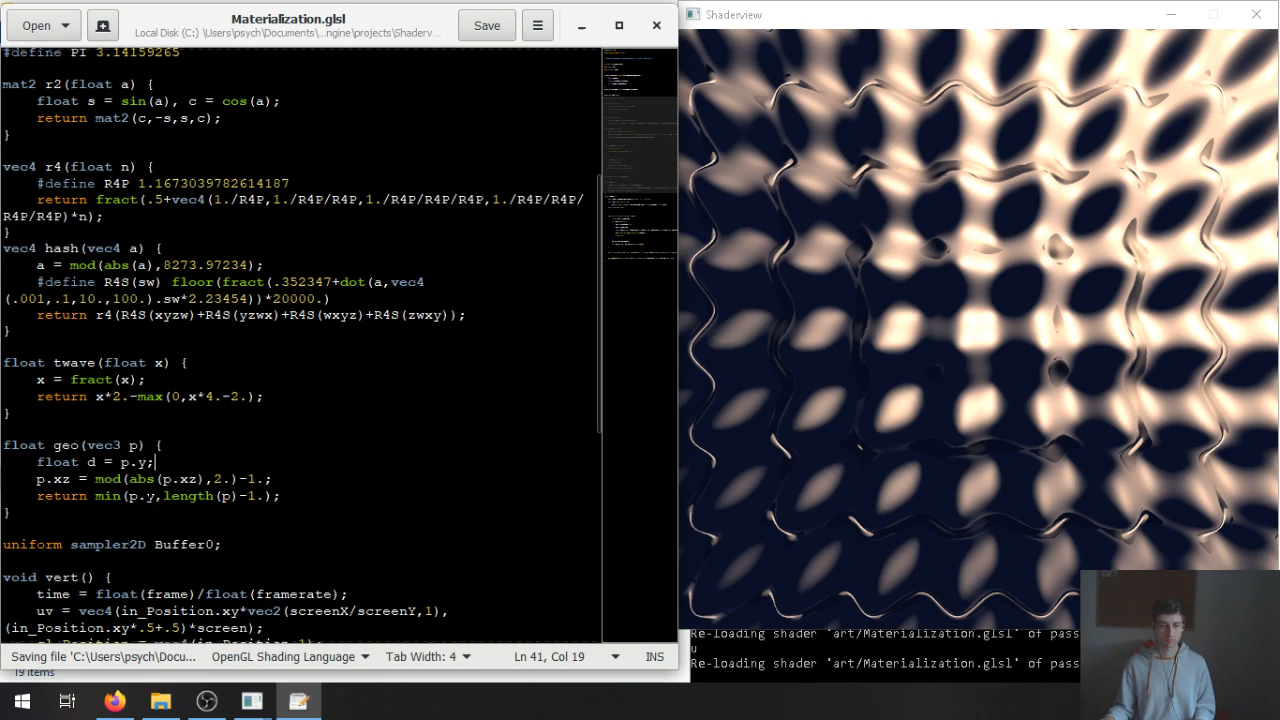 Open
Materialization.glsl
Local Disk (C:) \Users\psych\Documents\...ngine\projects\Shaderv...
Save
Shaderview
#define PI 3.14159265
mat2 r2(float a) {
float s = sin(a), c = cos(a);
return mat2(c,-s,s,c);
}
vec4 r4(float n) {
#define R4P 1.1673039782614187
return fract(.5+vec4(1./R4P,1./R4P/R4P,1./R4P/R4P/R4P,1./R4P/R4P/
R4P/R4P)*n);
}
vec4 hash(vec4 a) {
a = mod(abs(a),8273.97234);
#define R4S(sw) floor(fract(.352347+dot(a,vec4
(.001,.1,10.,100.).sw*2.23454))*20000.)
return r4(R4S(xyzw)+R4S(yzwx)+R4S(wxyz)+R4S(zwxy));
}
float twave(float x) {
x = fract(x);
return x*2.-max(0,x*4.-2.);
}
float geo(vec3 p) {
float d = p.y;
p.xz = mod(abs(p.xz),2.)-1.;
return min(p.y,length(p)-1.);
}
uniform sampler2D Buffer0;
void vert() {
time = float(frame)/float(framerate);
uv = vec4(in_Position.xy*vec2(screenX/screenY,1),
(in_Position.xy*.5+.5)*screen);
Saving file 'C:\Users\psych\Docu...
OpenGL Shading Language
Tab Width: 4
Ln 41, Col 19
INS
19 items
Re-loading shader 'art/Materialization.glsl' of pass
u
Re-loading shader 'art/Materialization.glsl' of pass